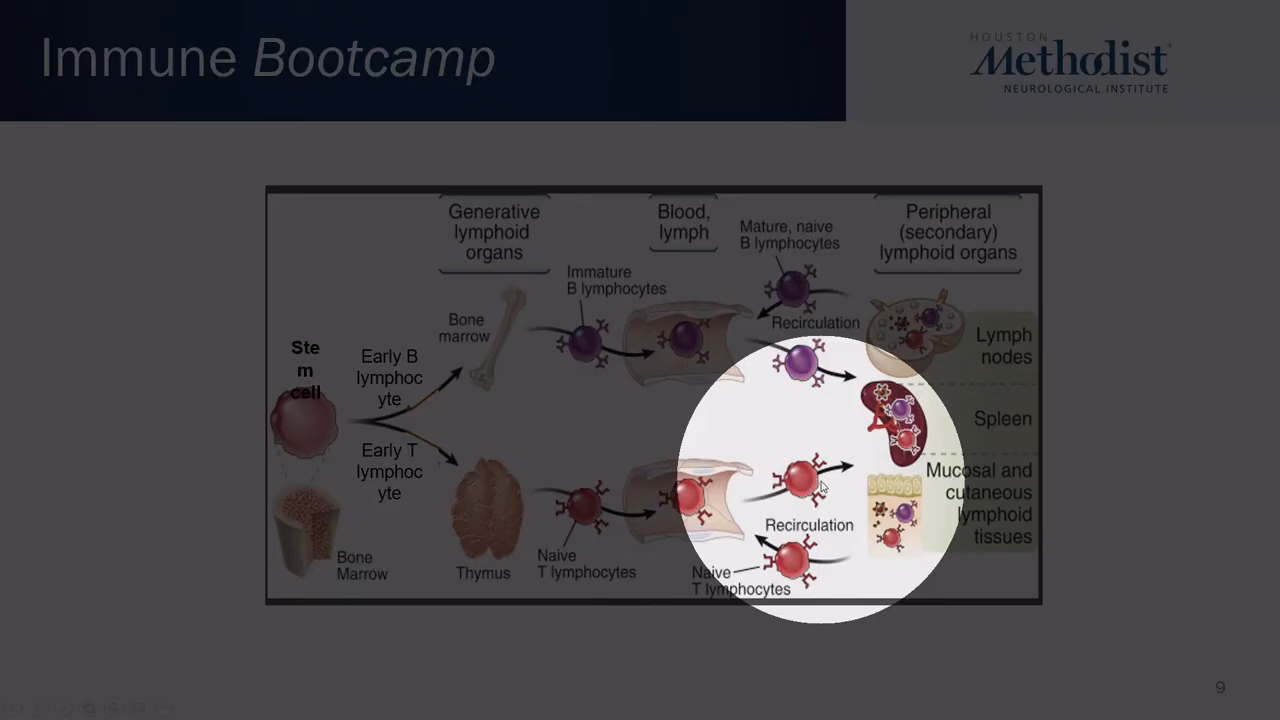 Immune Bootcamp
HOUSTON
Methodist
NEUROLOGICAL INSTITUTE
Generative
lymphoid
organs
Blood,
lymph
Mature, naive
B lymphocytes
Peripheral
(secondary)
lymphoid organs
Immature
B lymphocytes
Bone
marrow
Recirculation
Lymph
nodes
Ste
m
cell
Early B
lymphoc
yte
Spleen
Early T
lymphoc
yte
Mucosal and
cutaneous
lymphoid
tissues
Recirculation
Bone
Marrow
Thymus
Naive
T lymphocytes
Naive
T lymphocytes
9